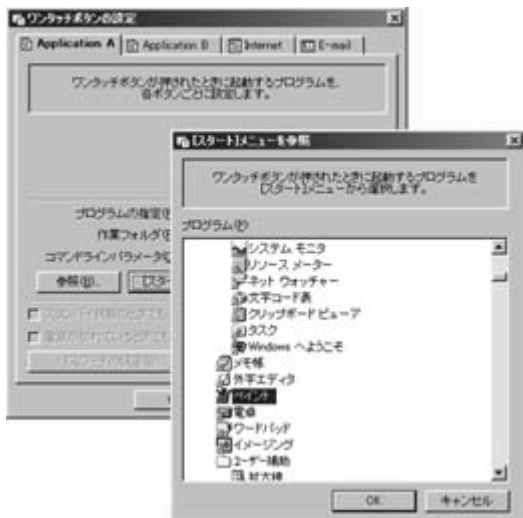 ワンタッチボタンの設定
Application A
Application B
Internet
E-mail
ワンタッチボタンが押されたときに起動するプログラムを、
各ボタンごとに設定します。
プログラムの指定(
作業フォルダ(
コマンドラインパラメータ(
参照(B)...
[スタ
[スタート]メニューを参照
ワンタッチボタンが押されたときに起動するプログラムを
[スタート]メニューから選択します。
プログラム(P)
システム モニタ
リソース メーター
ネット ウォッチャー
文字コード表
クリップボード ビューア
タスク
Windows へようこそ
メモ帳
外字エディタ
ペイント
電卓
ワードパッド
イメージング
ユーザー補助
拡大鏡
OK
キャンセル